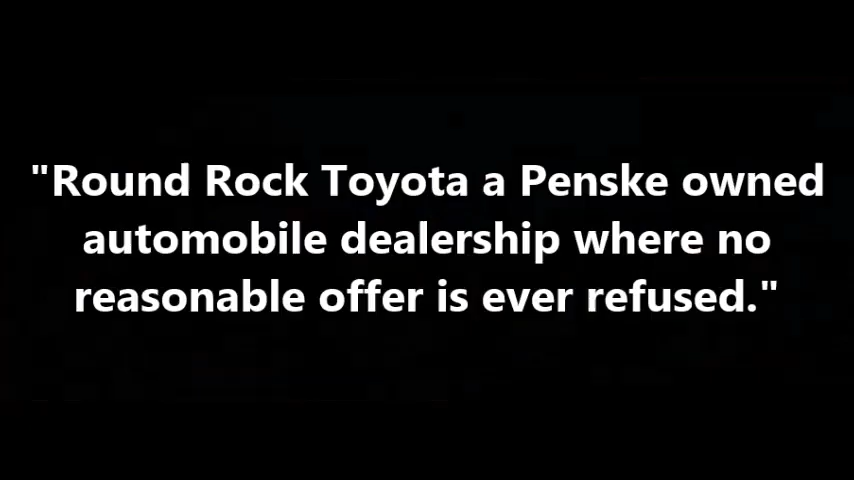 "Round Rock Toyota a Penske owned
automobile dealership where no
reasonable offer is ever refused."